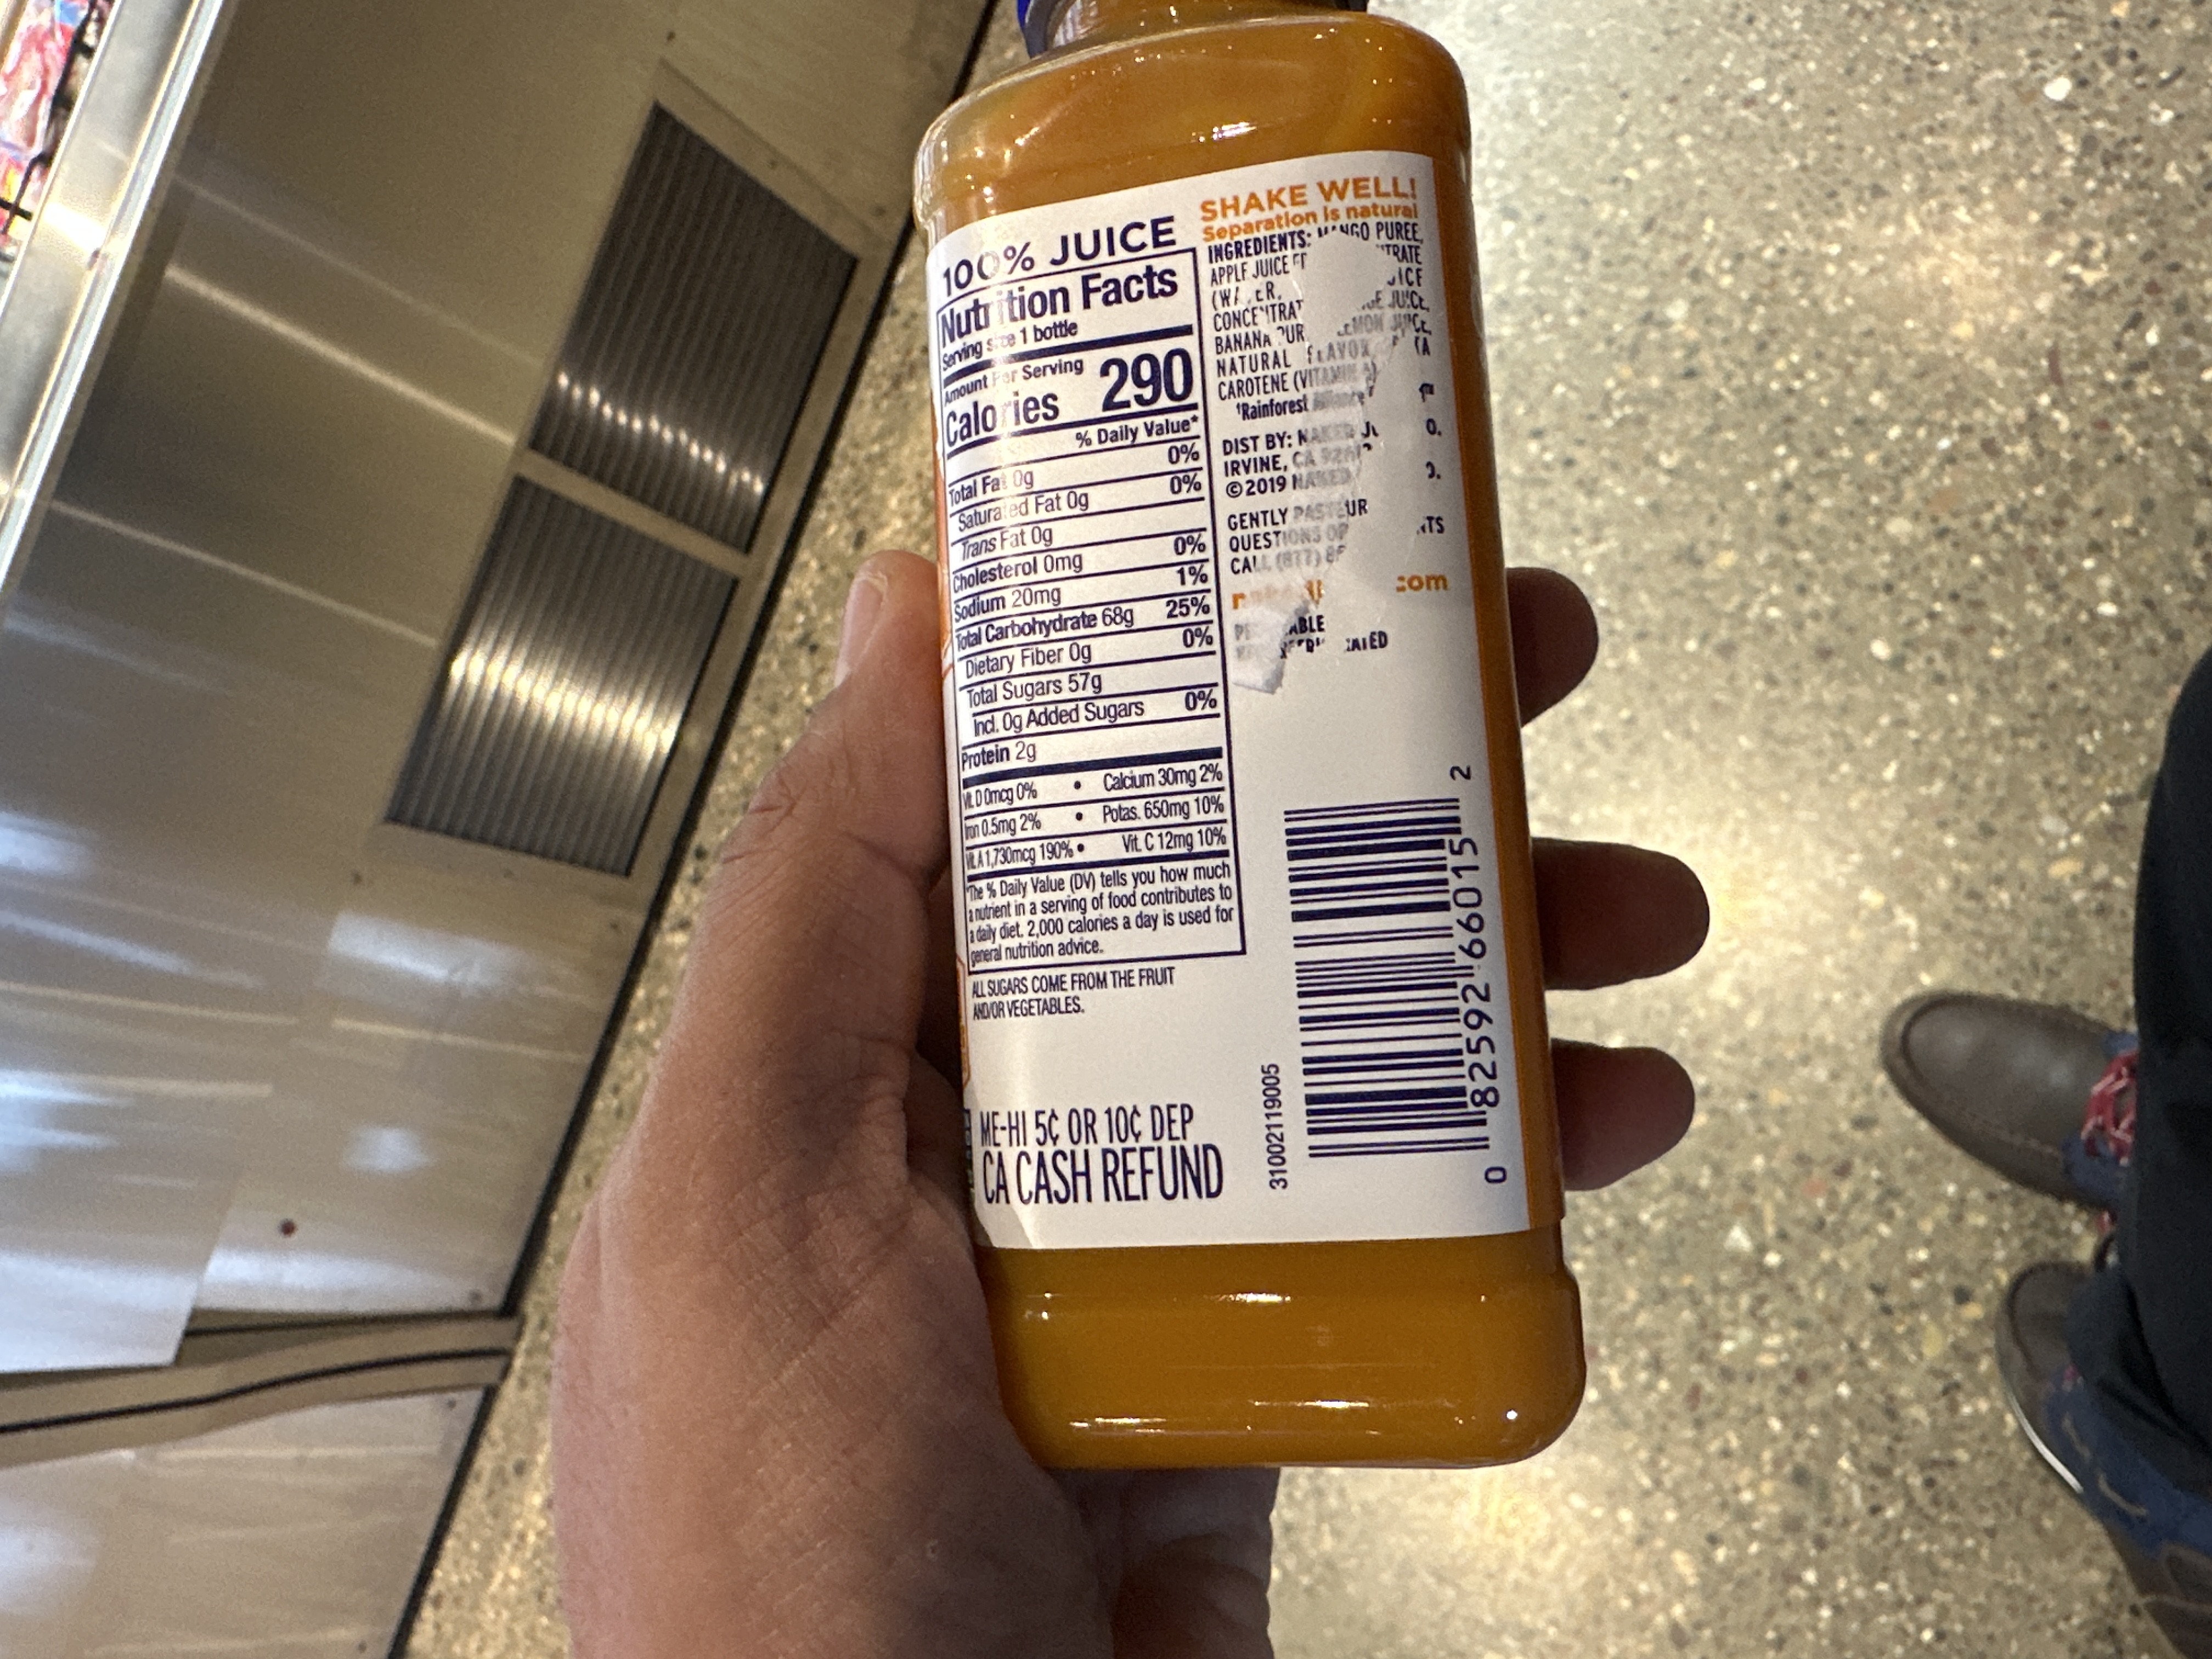 100% JUICE
Nutrition Facts
Serving Size 1 bottle
Amount Per Serving
Calories 290
% Daily Value*
Total Fat 0g 0%
Saturated Fat 0g 0%
Trans Fat 0g
Cholesterol 0mg 0%
Sodium 20mg 1%
Total Carbohydrate 68g 25%
Dietary Fiber 0g 0%
Total Sugars 57g
Incl. 0g Added Sugars 0%
Protein 2g
Vit. D 0mcg 0% • Calcium 30mg 2%
Iron 0.5mg 2% • Potas. 650mg 10%
Vit. A 1,730mcg 190% • Vit. C 12mg 10%
*The % Daily Value (DV) tells you how much
a nutrient in a serving of food contributes to
a daily diet. 2,000 calories a day is used for
general nutrition advice.
ALL SUGARS COME FROM THE FRUIT
AND/OR VEGETABLES.
ME-HI 5¢ OR 10¢ DEP
CA CASH REFUND
SHAKE WELL!
Separation is natural
INGREDIENTS: PUREE,
APPLE JUICE
BANANA
NATURAL
CAROTENE (VITAMIN A)
†Rainforest
DIST BY:
IRVINE, CA
©2019
GENTLY
QUESTIONS OR
CALL (877)
.com
31002119005
0 82592 66015 2